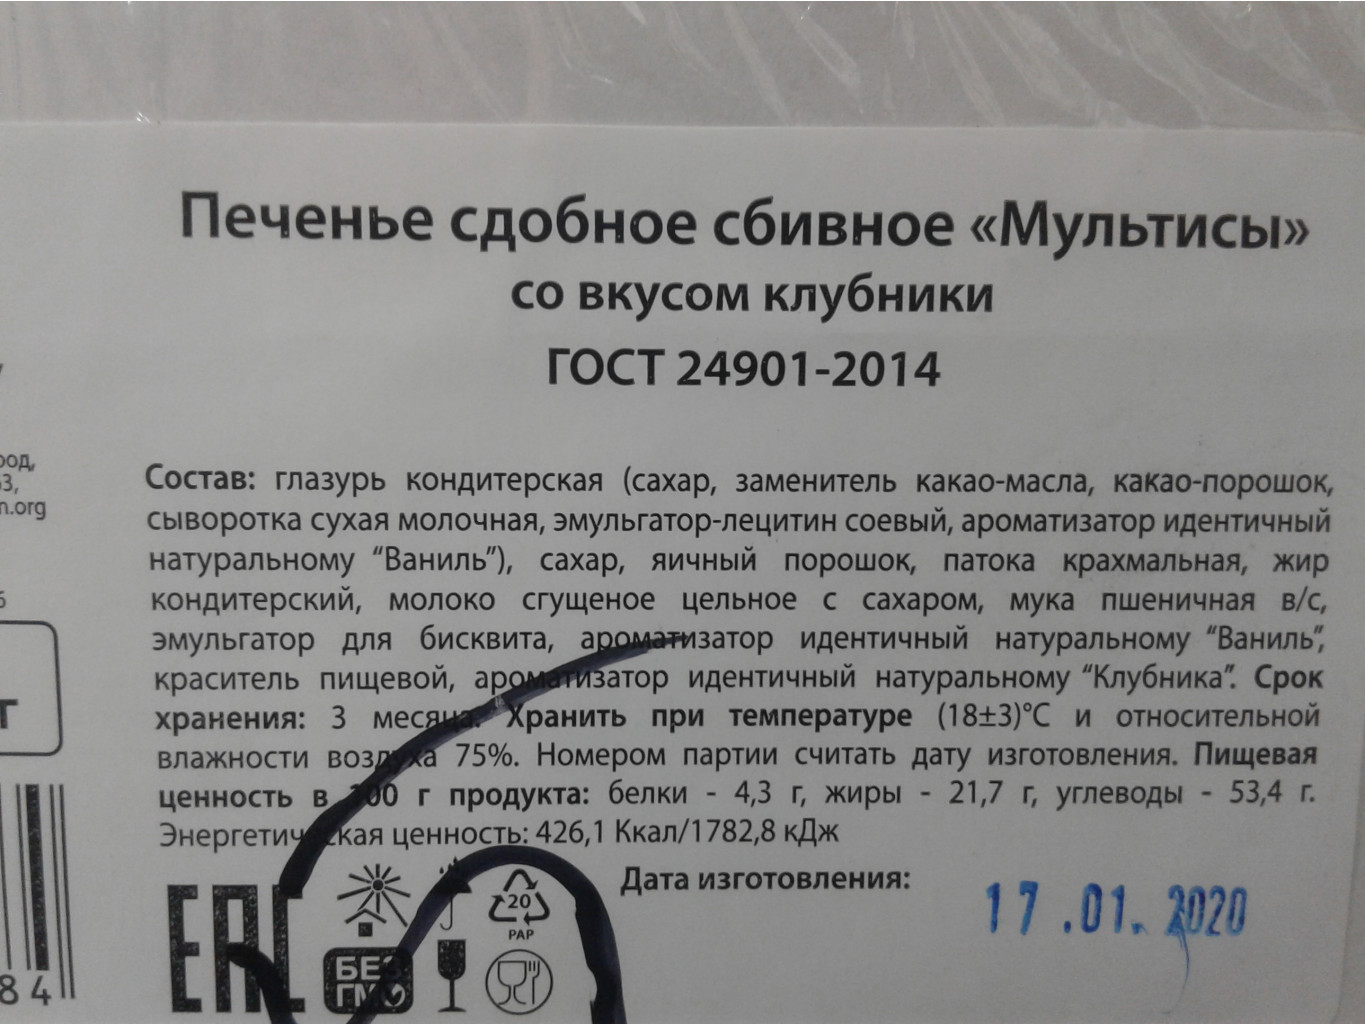 Печенье сдобное сбивное «Мультисы»
со вкусом клубники
ГОСТ 24901-2014
Состав: глазурь кондитерская (сахар, заменитель какао-масла, какао-порошок,
сыворотка сухая молочная, эмульгатор-лецитин соевый, ароматизатор идентичный
натуральному “Ваниль”), сахар, яичный порошок, патока крахмальная, жир
кондитерский, молоко сгущеное цельное с сахаром, мука пшеничная в/с,
эмульгатор для бисквита, ароматизатор идентичный натуральному “Ваниль”,
краситель пищевой, ароматизатор идентичный натуральному “Клубника”. Срок
хранения: 3 месяца. Хранить при температуре (18±3)°С и относительной
влажности воздуха 75%. Номером партии считать дату изготовления. Пищевая
ценность в 100 г продукта: белки - 4,3 г, жиры - 21,7 г, углеводы - 53,4 г.
Энергетическая ценность: 426,1 Ккал/1782,8 кДж
Дата изготовления: 17.01.2020
EAC
БЕЗ
ГМО
20
PAP
n.org
г
84